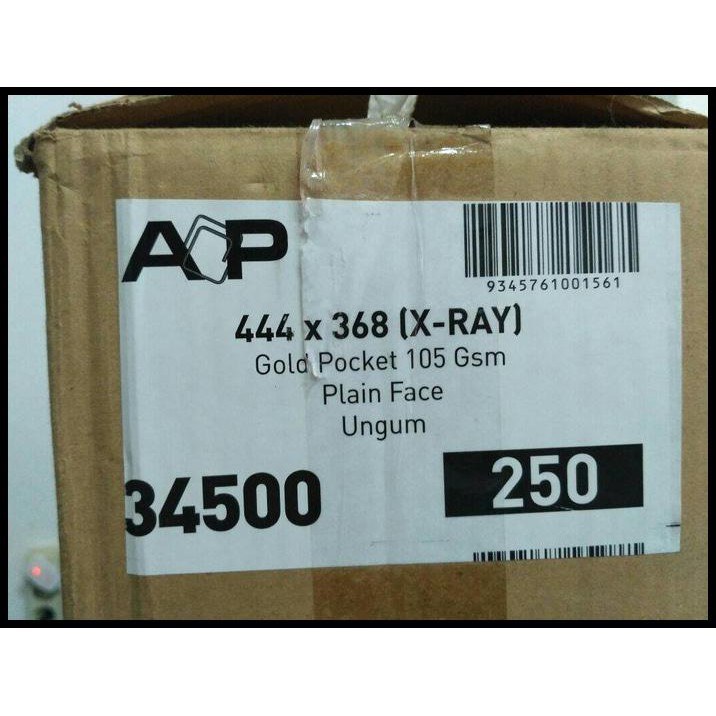 AP
9345761001561
444 x 368 (X-RAY)
Gold Pocket 105 Gsm
Plain Face
Ungum
34500
250